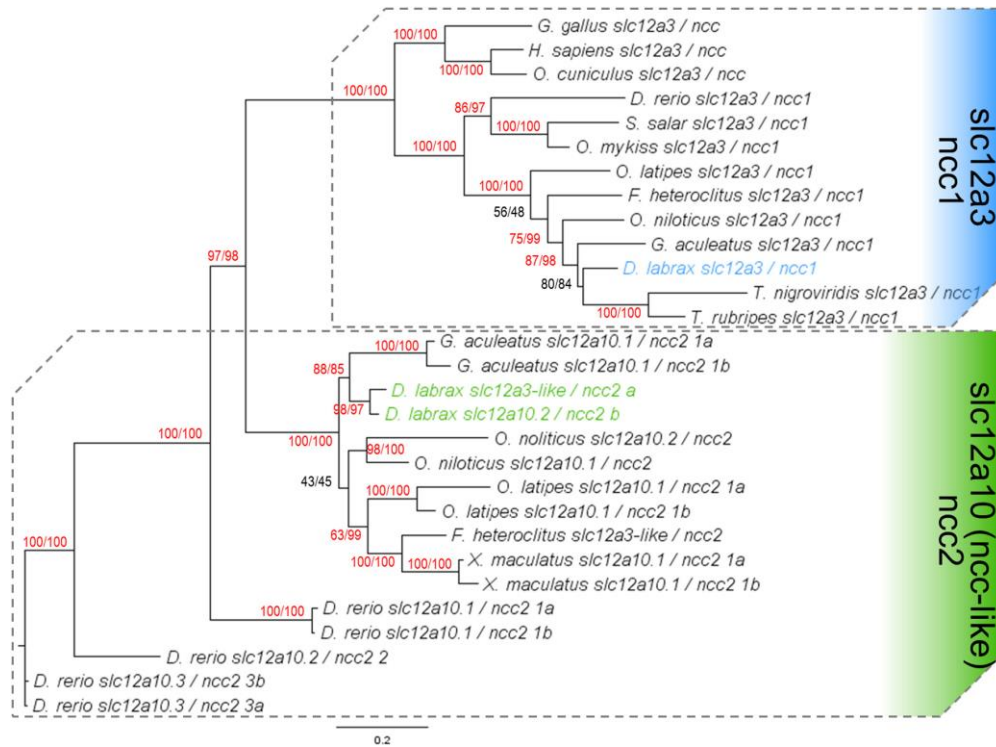 G. gallus slc12a3 / ncc
100/100
H. sapiens slc12a3 / ncc
100/100
O. cuniculus slc12a3 / ncc
100/100
86/97
D. rerio slc12a3 / ncc1
100/100
S. salar slc12a3 / ncc1
100/100
O. mykiss slc12a3 / ncc1
100/100
O. latipes slc12a3 / ncc1
56/48
F. heteroclitus slc12a3 / ncc1
O. niloticus slc12a3 / ncc1
75/99
G. aculeatus slc12a3 / ncc1
97/98
87/98
D. labrax slc12a3 / ncc1
80/84
T. nigroviridis slc12a3 / ncc1
100/100
T. rubripes slc12a3 / ncc1
slc12a3
ncc1
100/100
G. aculeatus slc12a10.1 / ncc2 1a
88/85
G. aculeatus slc12a10.1 / ncc2 1b
D. labrax slc12a3-like / ncc2 a
98/97
D. labrax slc12a10.2 / ncc2 b
100/100
100/100
O. noliticus slc12a10.2 / ncc2
98/100
O. niloticus slc12a10.1 / ncc2
43/45
100/100
O. latipes slc12a10.1 / ncc2 1a
O. latipes slc12a10.1 / ncc2 1b
63/99
F. heteroclitus slc12a3-like / ncc2
100/100
100/100
X. maculatus slc12a10.1 / ncc2 1a
X. maculatus slc12a10.1 / ncc2 1b
100/100
100/100
D. rerio slc12a10.1 / ncc2 1a
D. rerio slc12a10.1 / ncc2 1b
D. rerio slc12a10.2 / ncc2 2
D. rerio slc12a10.3 / ncc2 3b
D. rerio slc12a10.3 / ncc2 3a
slc12a10 (ncc-like)
ncc2
0.2